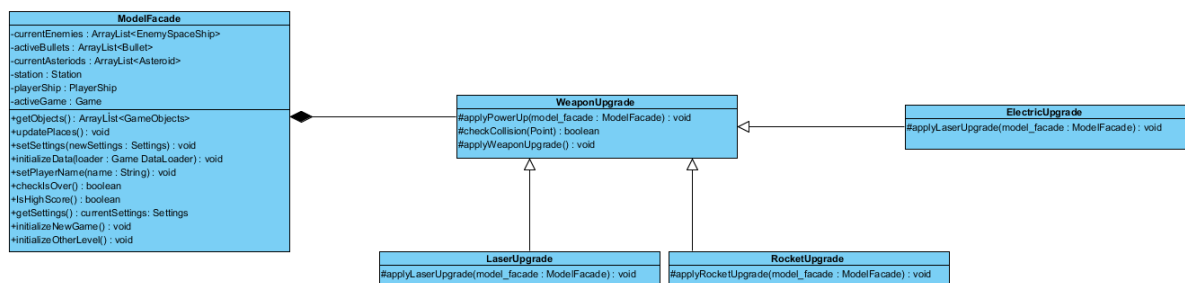 ModelFacade
-currentEnemies : ArrayList<EnemySpaceShip>
-activeBullets : ArrayList<Bullet>
-currentAsteriods : ArrayList<Asteroid>
-station : Station
-playerShip : PlayerShip
-activeGame : Game
+getObjects() : ArrayLİst<GameObjects>
+updatePlaces() : void
+setSettings(newSettings : Settings) : void
+initializeData(loader : Game DataLoader) : void
+setPlayerName(name : String) : void
+checkIsOver() : boolean
+IsHighScore() : boolean
+getSettings() : currentSettings: Settings
+initializeNewGame() : void
+initializeOtherLevel() : void
WeaponUpgrade
#applyPowerUp(model_facade : ModelFacade) : void
#checkCollision(Point) : boolean
#applyWeaponUpgrade() : void
ElectricUpgrade
#applyLaserUpgrade(model_facade : ModelFacade) : void
LaserUpgrade
#applyLaserUpgrade(model_facade : ModelFacade) : void
RocketUpgrade
#applyRocketUpgrade(model_facade : ModelFacade) : void